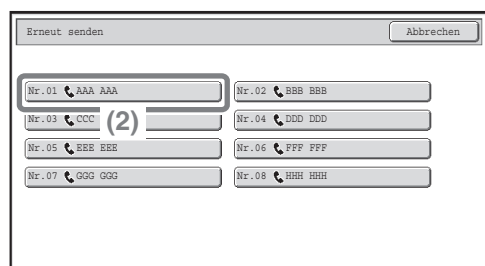 Erneut senden Abbrechen
Nr.01 AAA AAA Nr.02 BBB BBB
Nr.03 CCC (2) Nr.04 DDD DDD
Nr.05 EEE EEE Nr.06 FFF FFF
Nr.07 GGG GGG Nr.08 HHH HHH